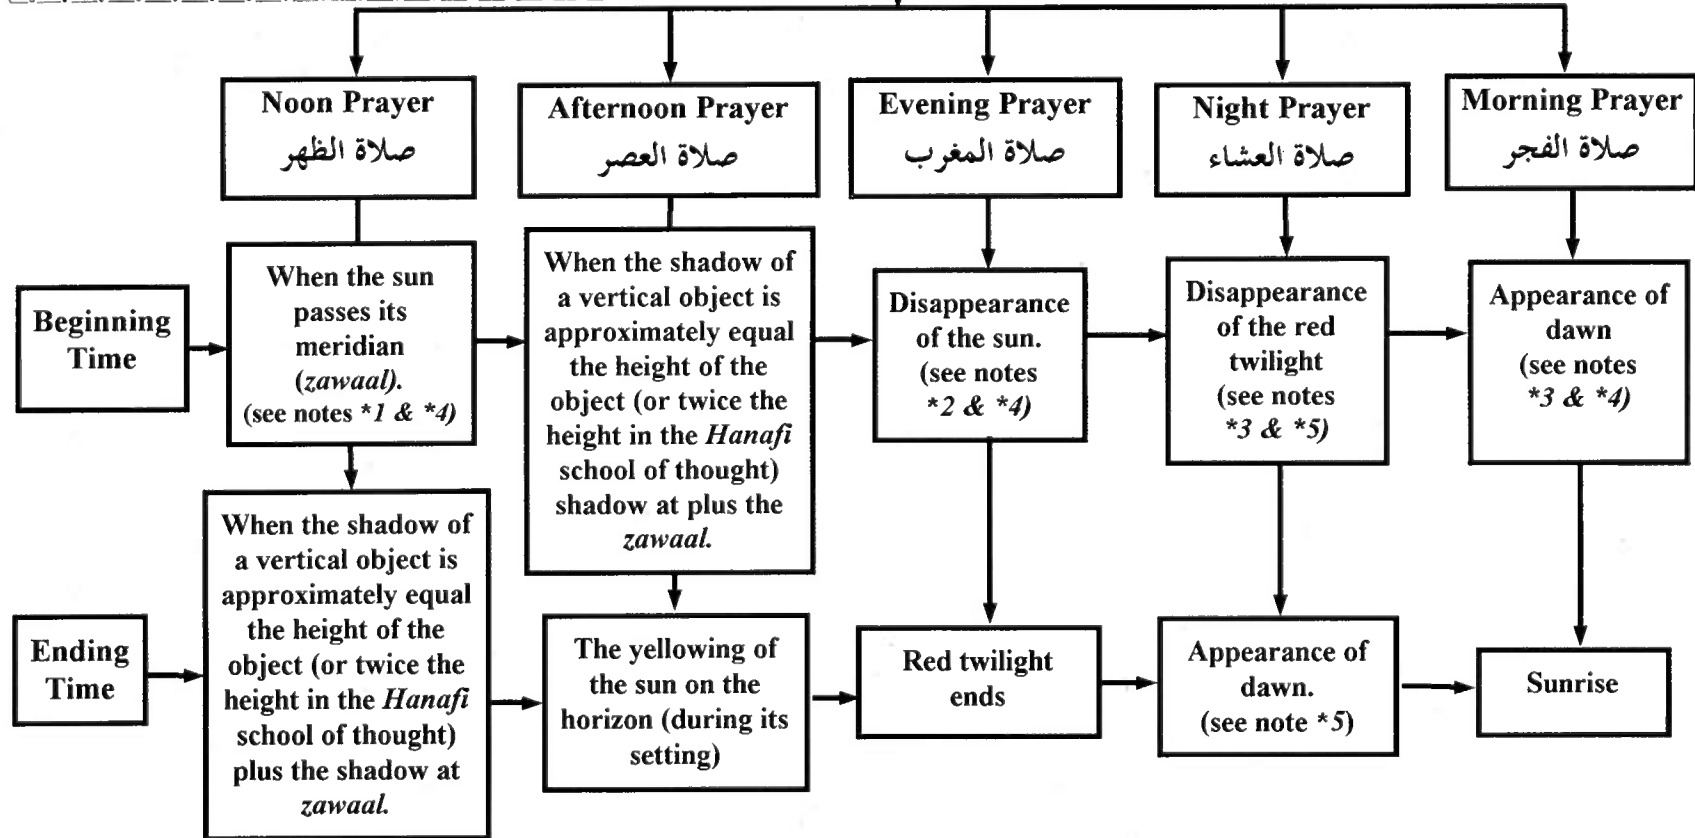 Noon Prayer
صلاة الظهر
Afternoon Prayer
صلاة العصر
Evening Prayer
صلاة المغرب
Night Prayer
صلاة العشاء
Morning Prayer
صلاة الفجر
Beginning
Time
When the sun
passes its
meridian
(zawaal).
(see notes *1 & *4)
When the shadow of
a vertical object is
approximately equal
the height of the
object (or twice the
height in the Hanafi
school of thought)
shadow at plus the
zawaal.
Disappearance
of the sun.
(see notes
*2 & *4)
Disappearance
of the red
twilight
(see notes
*3 & *5)
Appearance of
dawn
(see notes
*3 & *4)
Ending
Time
When the shadow of
a vertical object is
approximately equal
the height of the
object (or twice the
height in the Hanafi
school of thought)
plus the shadow at
zawaal.
The yellowing of
the sun on the
horizon (during its
setting)
Red twilight
ends
Appearance of
dawn.
(see note *5)
Sunrise